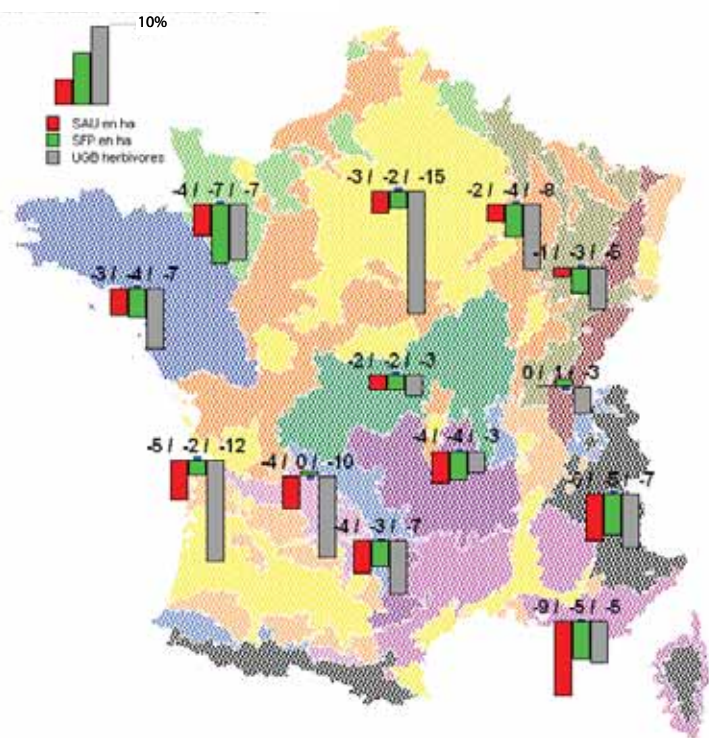 10%
SAU en ha
SFP en ha
UGB herbivores
-4 / -7 / -7
-3 / -2 / -15
-2 / -4 / -8
-1 / -3 / -5
-3 / -4 / -7
-2 / -2 / -3
0 / 1 / -3
-5 / -2 / -12
-4 / 0 / -10
-4 / -4 / -3
/ -7
-4 / -3 / -7
-9 / -5 / -5